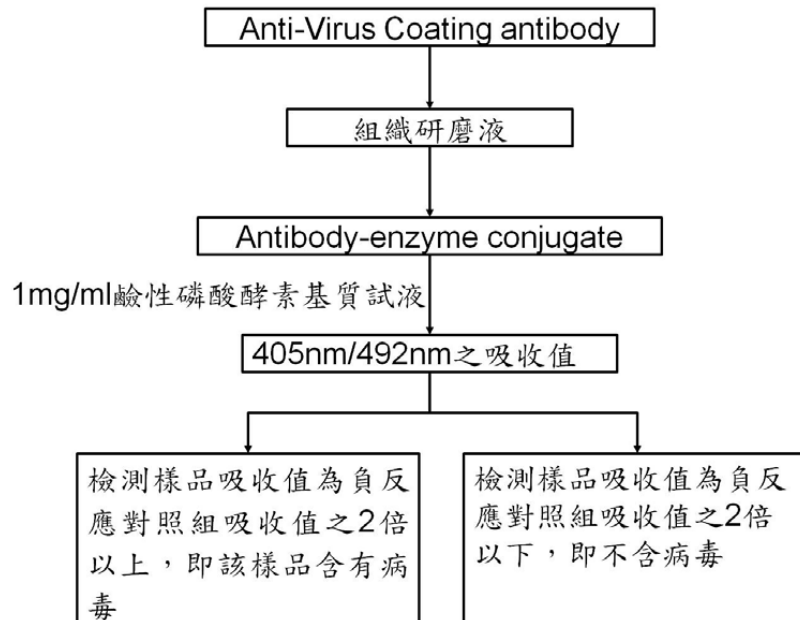 Anti-Virus Coating antibody
組織研磨液
Antibody-enzyme conjugate
1mg/ml鹼性磷酸酵素基質試液
405nm/492nm之吸收值
檢測樣品吸收值為負反
應對照組吸收值之2倍
以上，即該樣品含有病
毒
檢測樣品吸收值為負反
應對照組吸收值之2倍
以下，即不含病毒